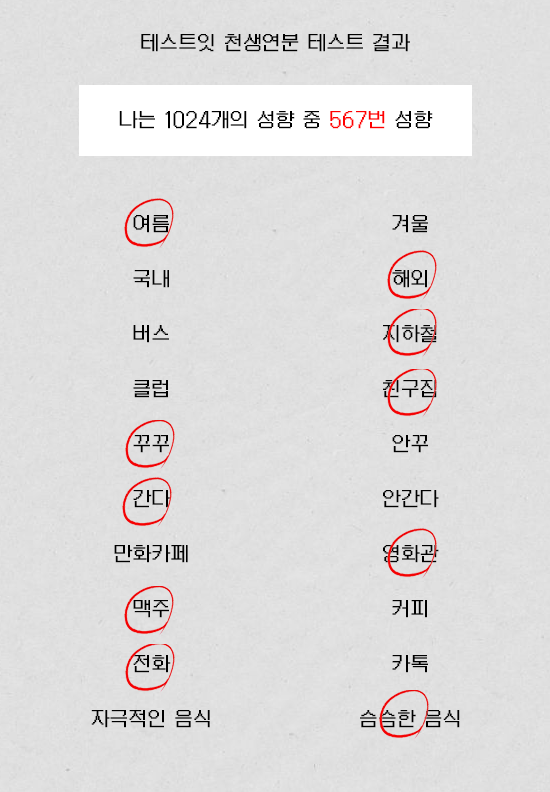 테스트잇 천생연분 테스트 결과
나는 1024개의 성향 중 567번 성향
여름 겨울
국내 해외
버스 지하철
클럽 친구집
꾸꾸 안꾸
간다 안간다
만화카페 영화관
맥주 커피
전화 카톡
자극적인 음식 슴슴한 음식